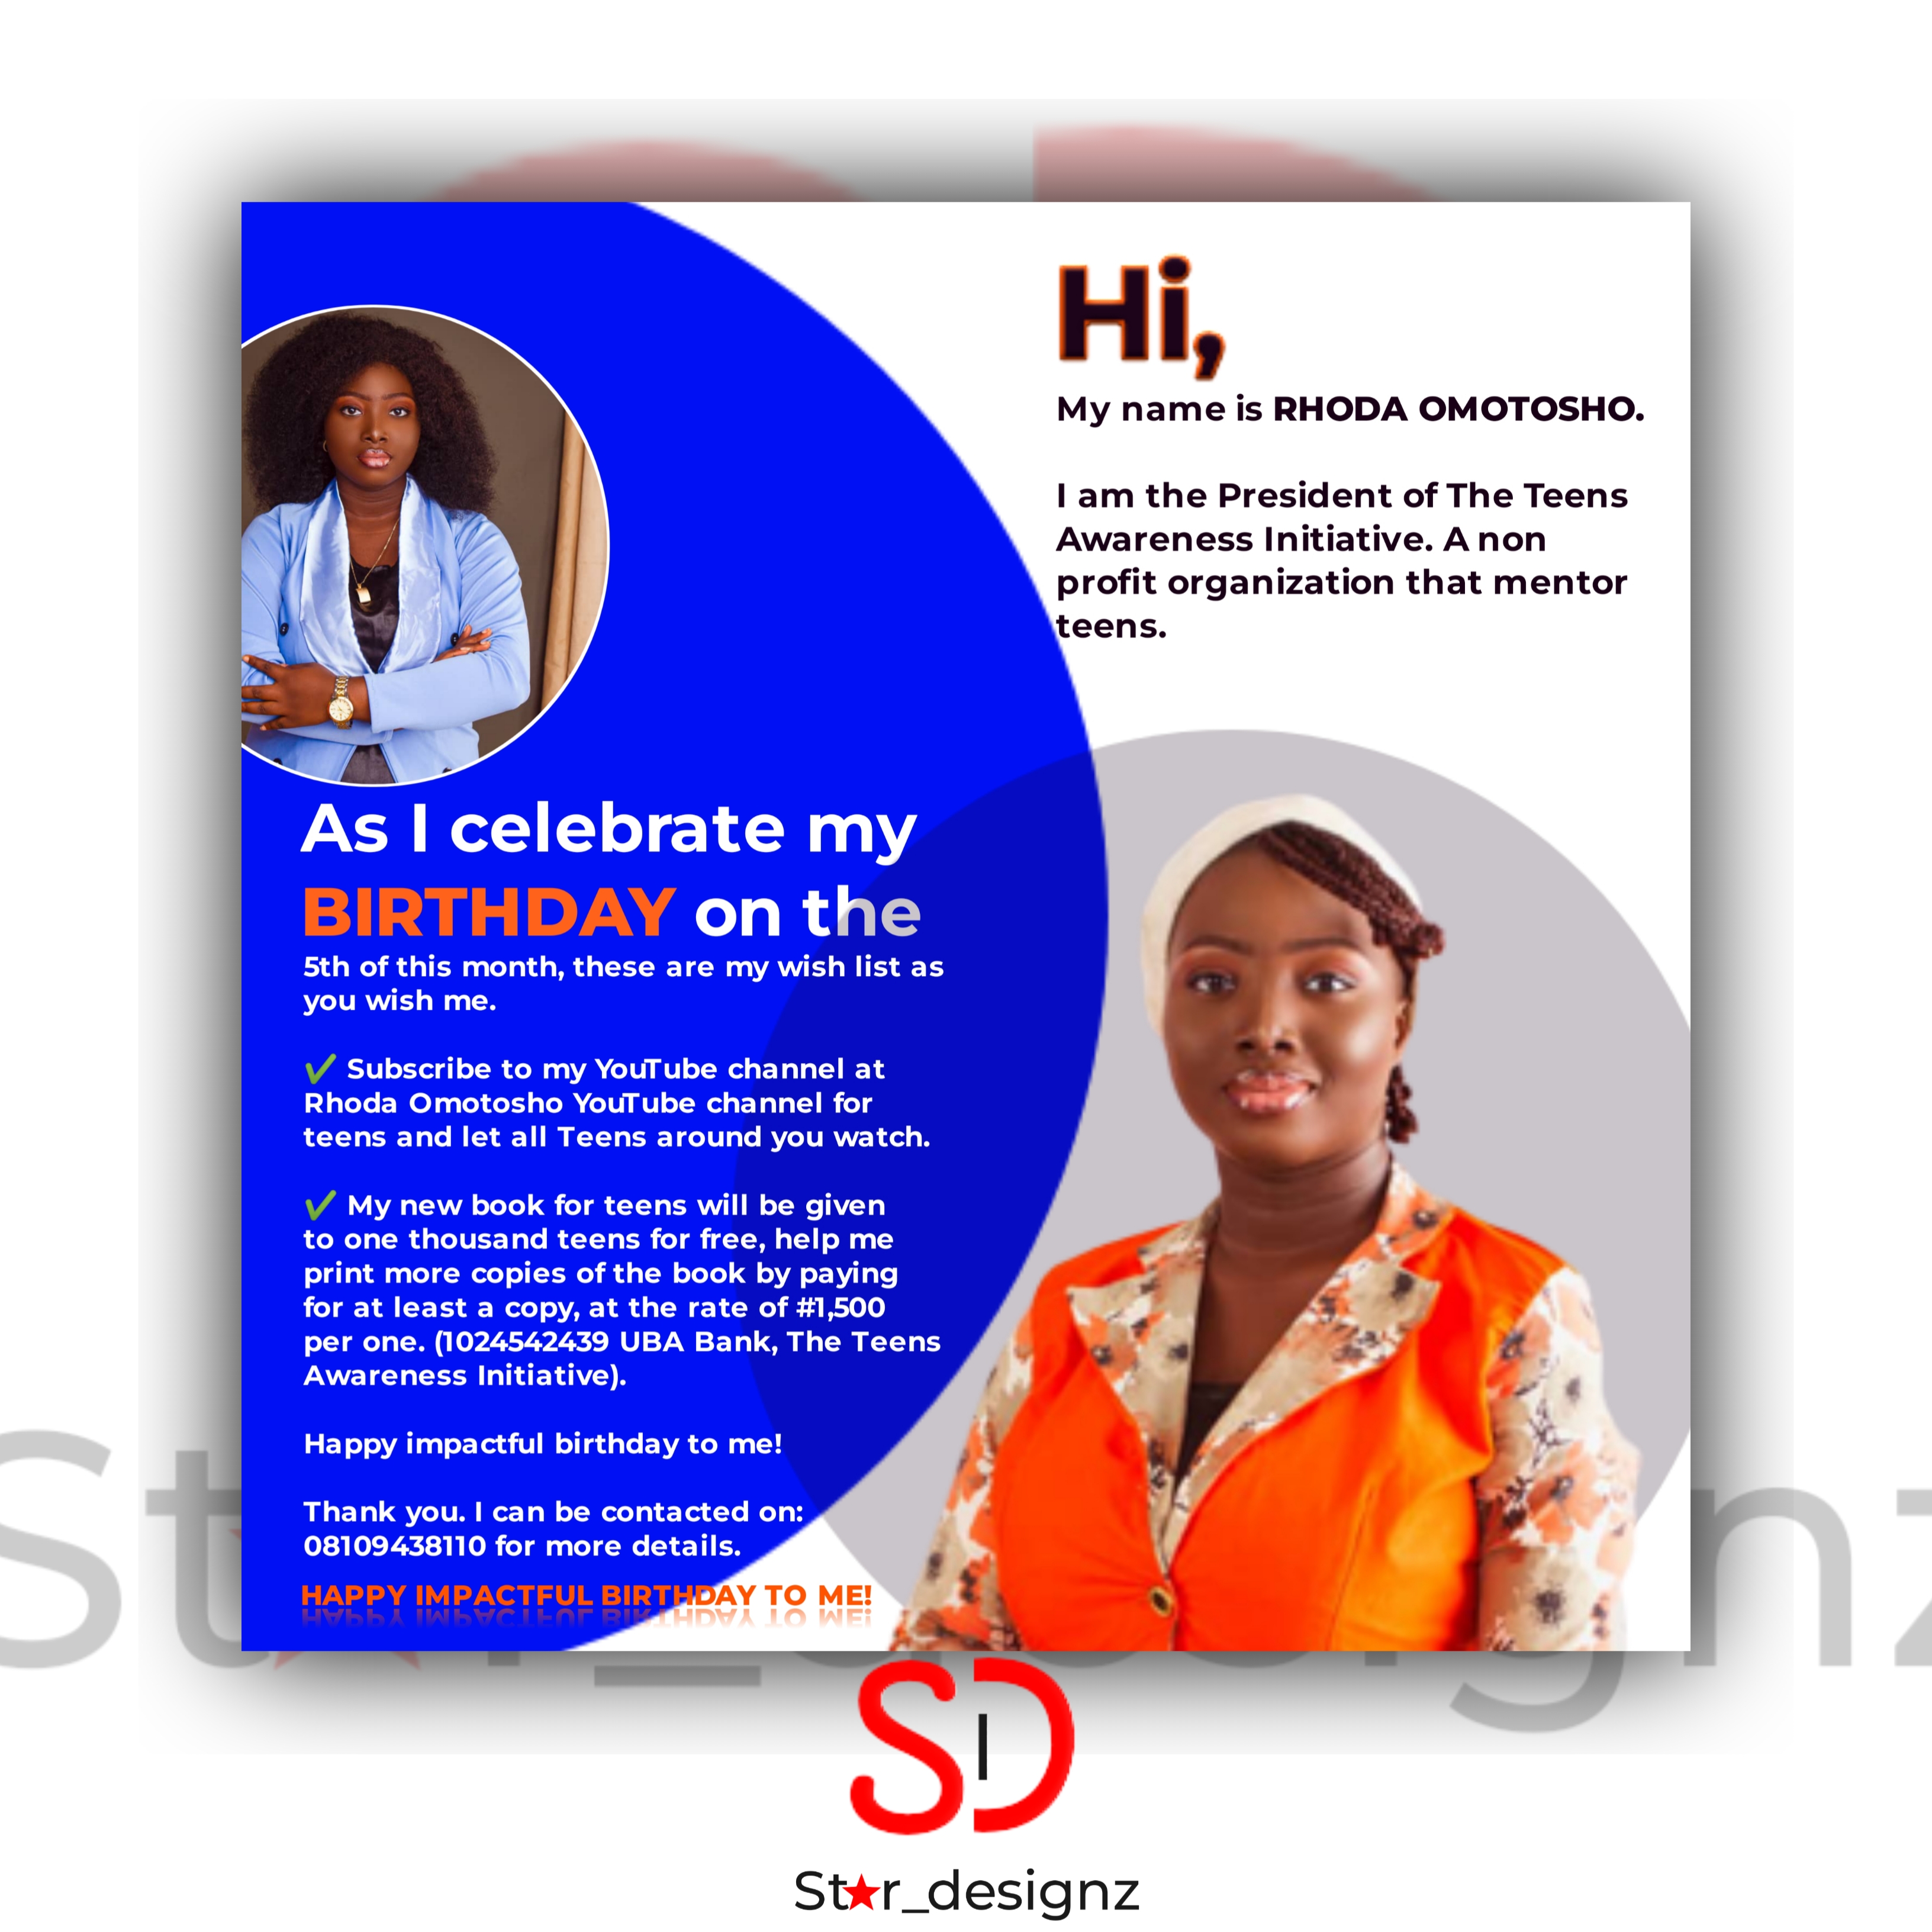 Hi,
My name is RHODA OMOTOSHO.
I am the President of The Teens
Awareness Initiative. A non
profit organization that mentor
teens.
As I celebrate my
BIRTHDAY on the
5th of this month, these are my wish list as
you wish me.
✔ Subscribe to my YouTube channel at
Rhoda Omotosho YouTube channel for
teens and let all Teens around you watch.
✔ My new book for teens will be given
to one thousand teens for free, help me
print more copies of the book by paying
for at least a copy, at the rate of #1,500
per one. (1024542439 UBA Bank, The Teens
Awareness Initiative).
Happy impactful birthday to me!
Thank you. I can be contacted on:
08109438110 for more details.
HAPPY IMPACTFUL BIRTHDAY TO ME!
SD
St★r_designz